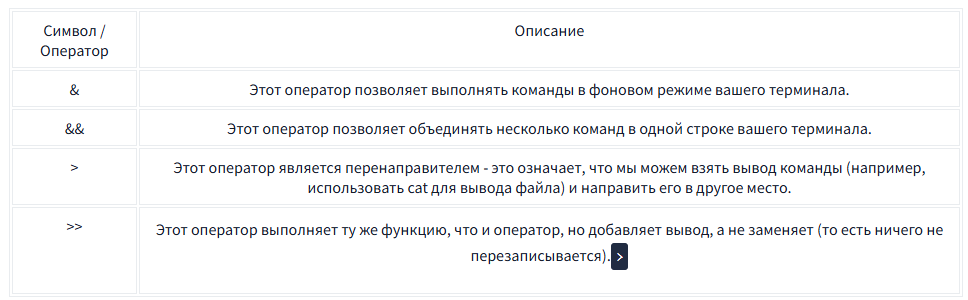 Символ /
Оператор
Описание
&
Этот оператор позволяет выполнять команды в фоновом режиме вашего терминала.
&&
Этот оператор позволяет объединять несколько команд в одной строке вашего терминала.
>
Этот оператор является перенаправителем - это означает, что мы можем взять вывод команды (например,
использовать cat для вывода файла) и направить его в другое место.
>>
Этот оператор выполняет ту же функцию, что и оператор, но добавляет вывод, а не заменяет (то есть ничего не
перезаписывается).>